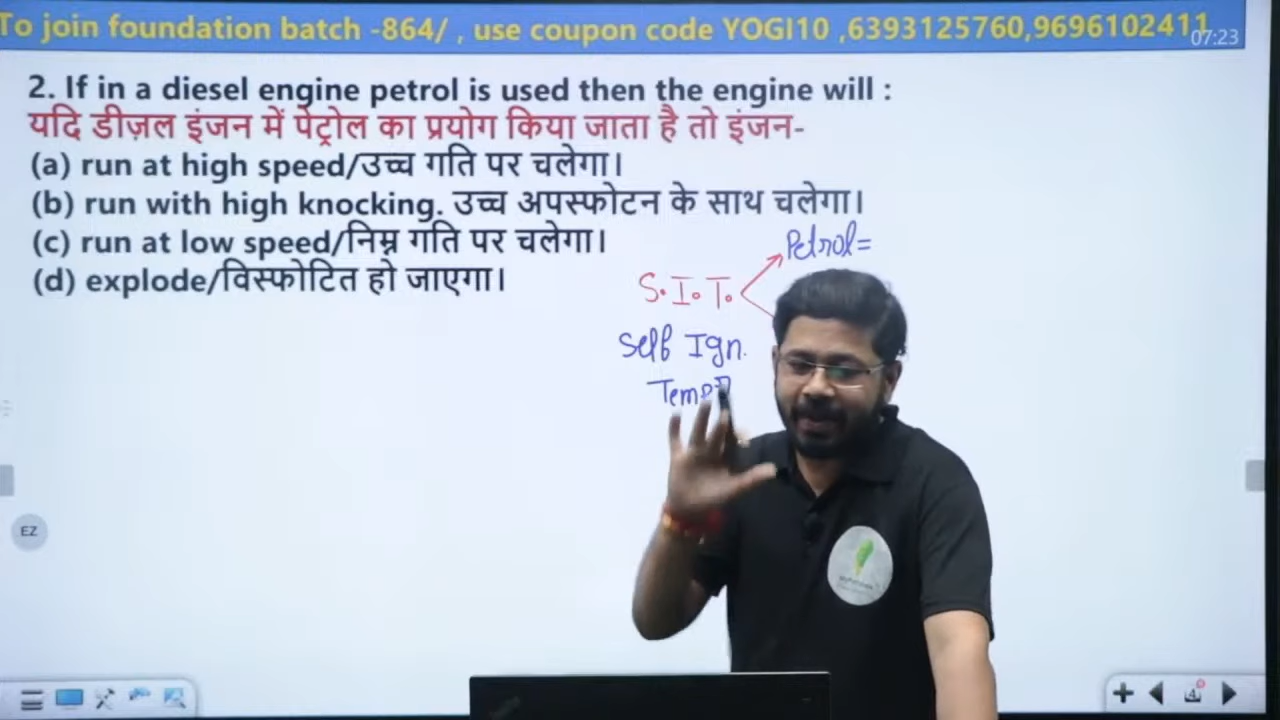 To join foundation batch -864/ , use coupon code YOGI10 ,6393125760,9696102411
07:23
2. If in a diesel engine petrol is used then the engine will :
यदि डीज़ल इंजन में पेट्रोल का प्रयोग किया जाता है तो इंजन-
(a) run at high speed/उच्च गति पर चलेगा।
(b) run with high knocking. उच्च अपस्फोटन के साथ चलेगा।
(c) run at low speed/निम्न गति पर चलेगा।
(d) explode/विस्फोटित हो जाएगा।
Petrol=
S.I.T.
Self Ign.
Temp
EZ
4